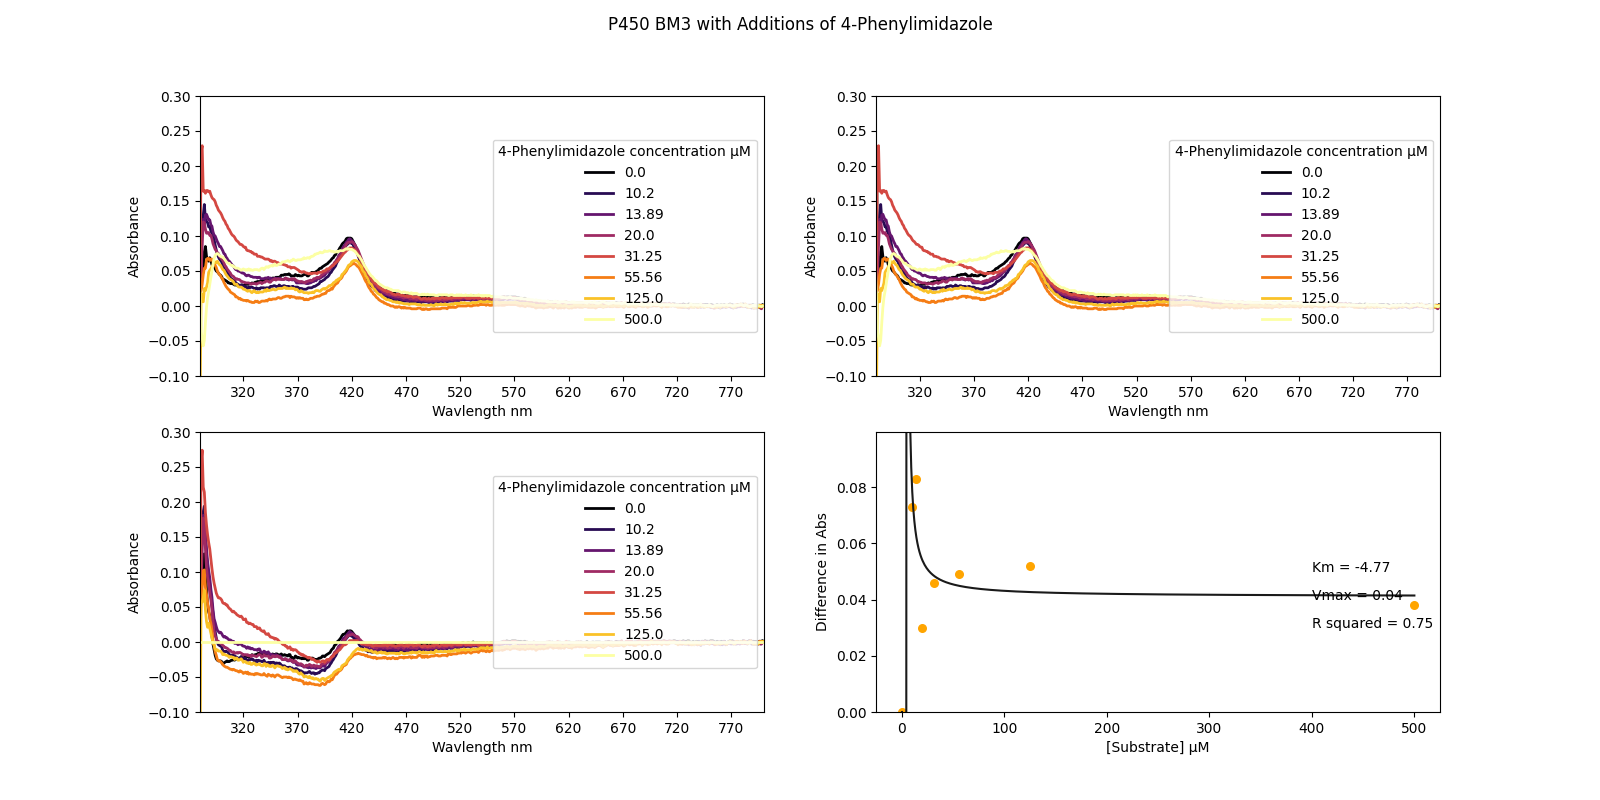 P450 BM3 with Additions of 4-Phenylimidazole
0.30
0.25
0.20
0.15
0.10
0.05
0.00
−0.05
−0.10
Absorbance
4-Phenylimidazole concentration µM
0.0
10.2
13.89
20.0
31.25
55.56
125.0
500.0
320 370 420 470 520 570 620 670 720 770
Wavlength nm
0.30
0.25
0.20
0.15
0.10
0.05
0.00
−0.05
−0.10
Absorbance
4-Phenylimidazole concentration µM
0.0
10.2
13.89
20.0
31.25
55.56
125.0
500.0
320 370 420 470 520 570 620 670 720 770
Wavlength nm
0.30
0.25
0.20
0.15
0.10
0.05
0.00
−0.05
−0.10
Absorbance
4-Phenylimidazole concentration µM
0.0
10.2
13.89
20.0
31.25
55.56
125.0
500.0
320 370 420 470 520 570 620 670 720 770
Wavlength nm
0.08
0.06
0.04
0.02
0.00
Difference in Abs
Km = -4.77
Vmax = 0.04
R squared = 0.75
0 100 200 300 400 500
[Substrate] µM